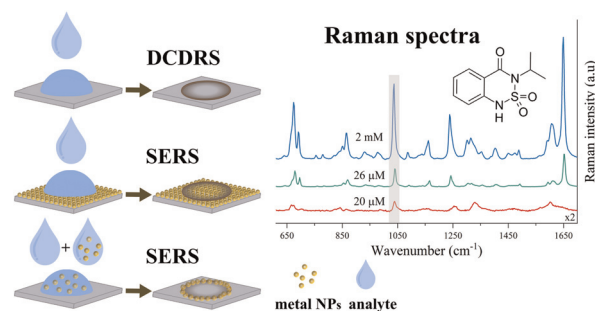 DCDRS
SERS
+
SERS
Raman spectra
O
N
S
O
O
NH
2 mM
26 µM
20 µM
x2
Raman intensity (a.u)
650 850 1050 1250 1450 1650
Wavenumber (cm⁻¹)
metal NPs analyte